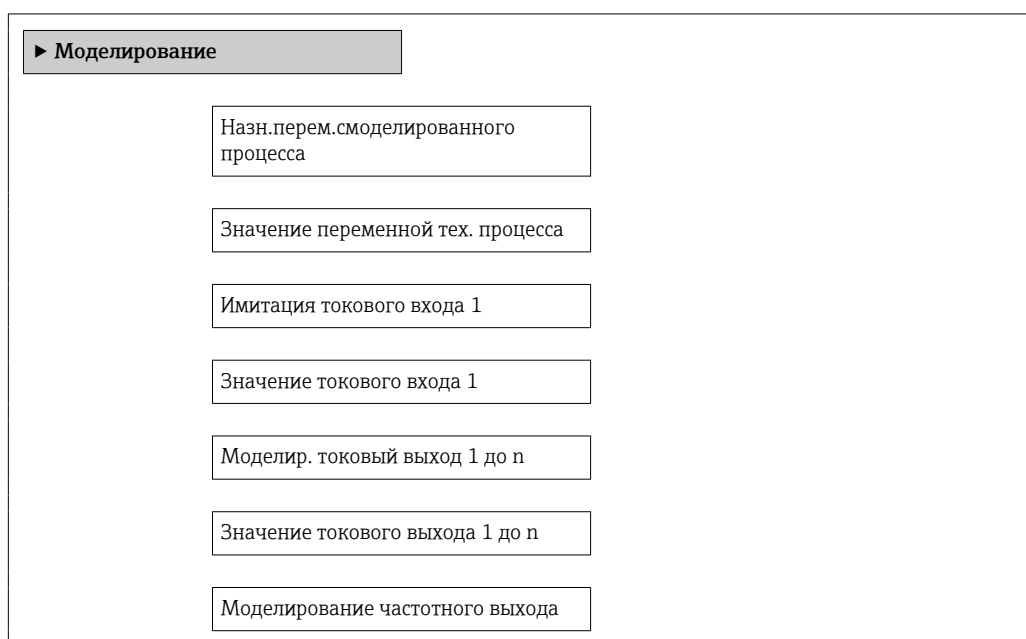 ▶ Моделирование
Назн.перем.смоделированного
процесса
Значение переменной тех. процесса
Имитация токового входа 1
Значение токового входа 1
Моделир. токовый выход 1 до n
Значение токового выхода 1 до n
Моделирование частотного выхода